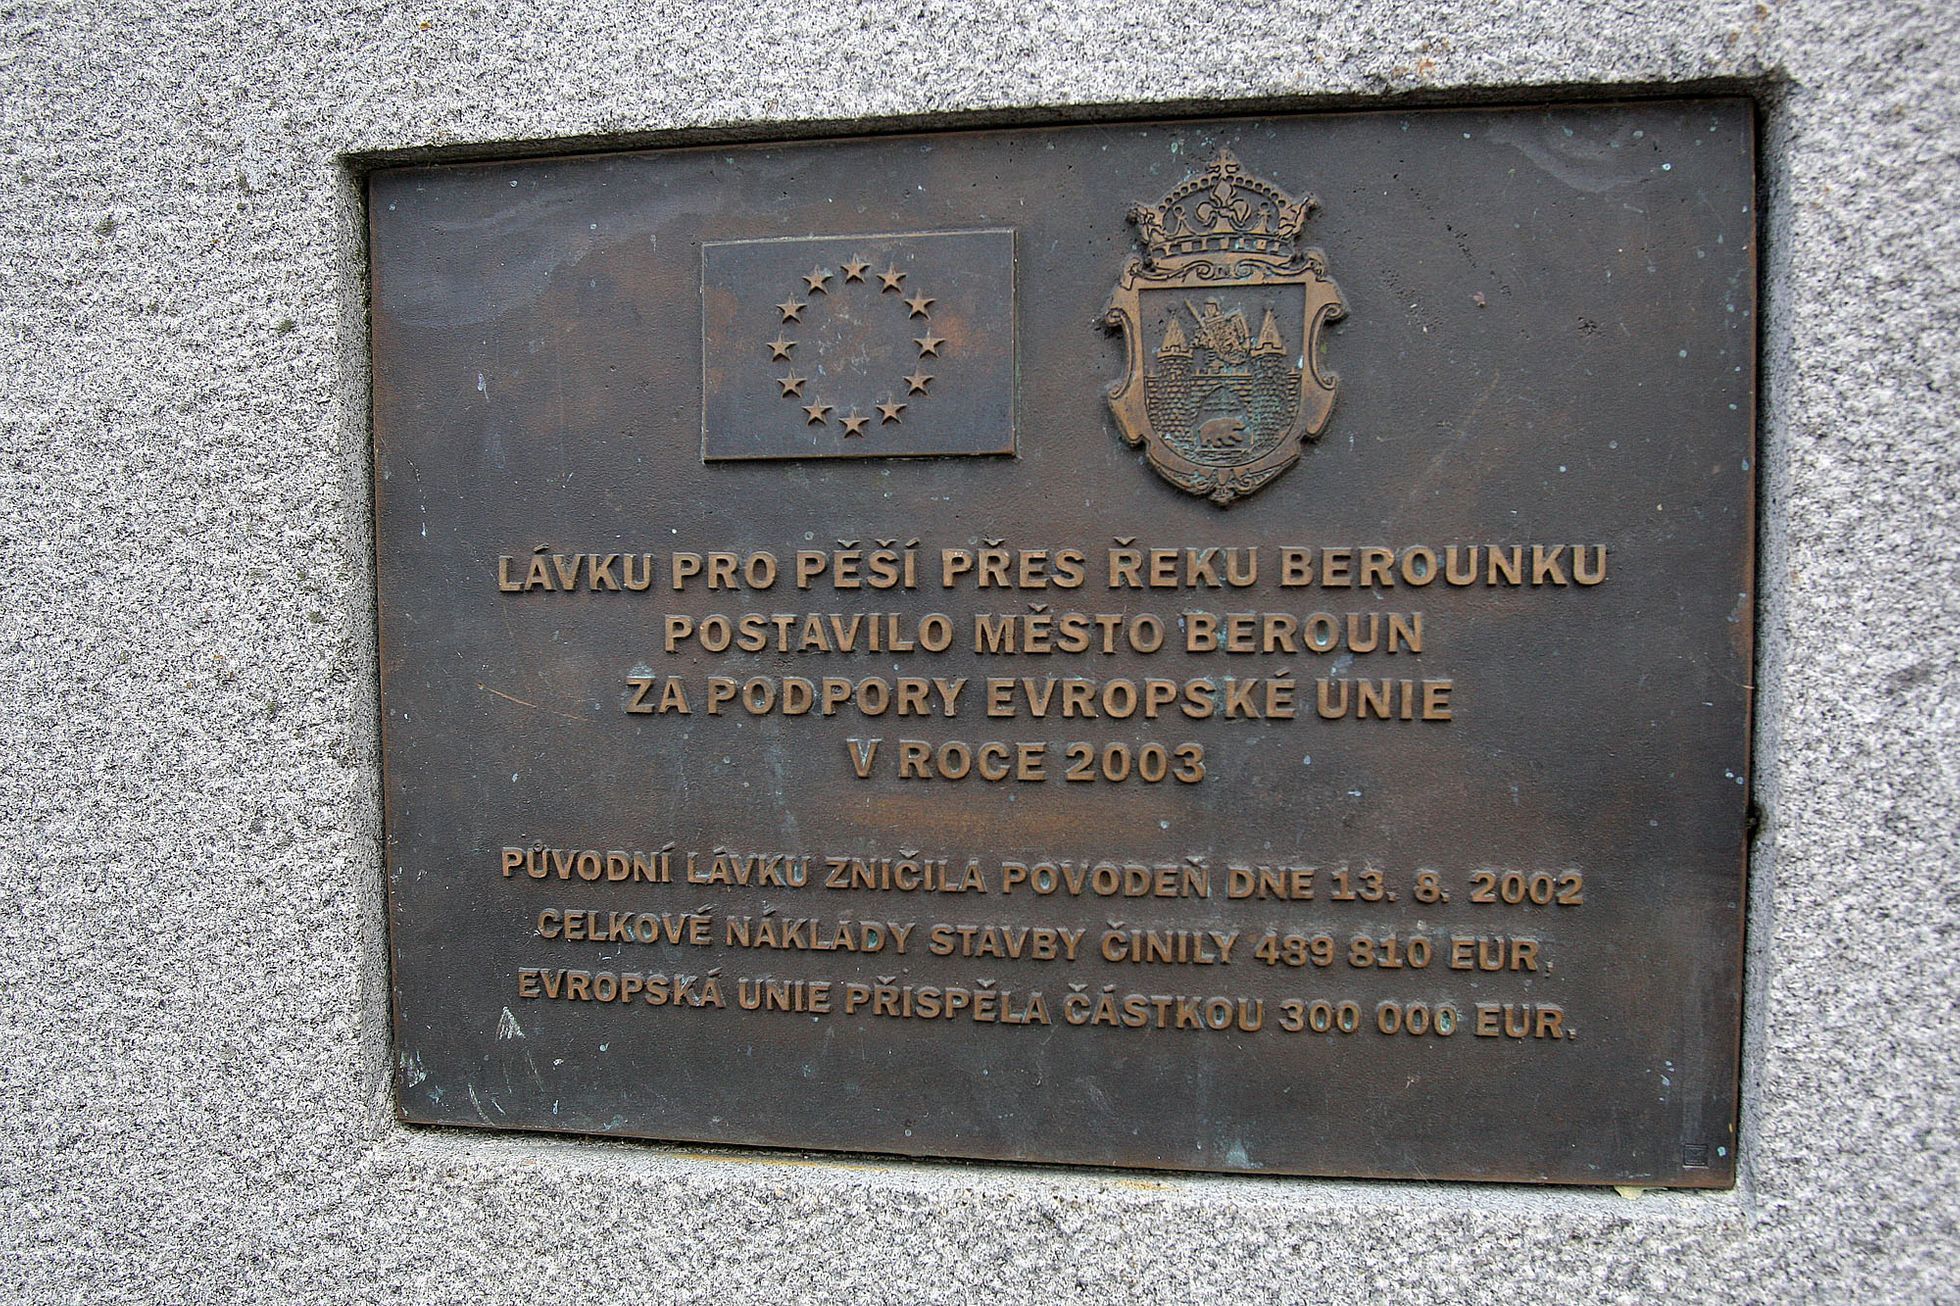 LÁVKU PRO PĚŠÍ PŘES ŘEKU BEROUNKU
POSTAVILO MĚSTO BEROUN
ZA PODPORY EVROPSKÉ UNIE
V ROCE 2003
PŮVODNÍ LÁVKU ZNIČILA POVODEŇ DNE 13. 8. 2002
CELKOVÉ NÁKLADY STAVBY ČINILY 489 810 EUR,
EVROPSKÁ UNIE PŘISPĚLA ČÁSTKOU 300 000 EUR.